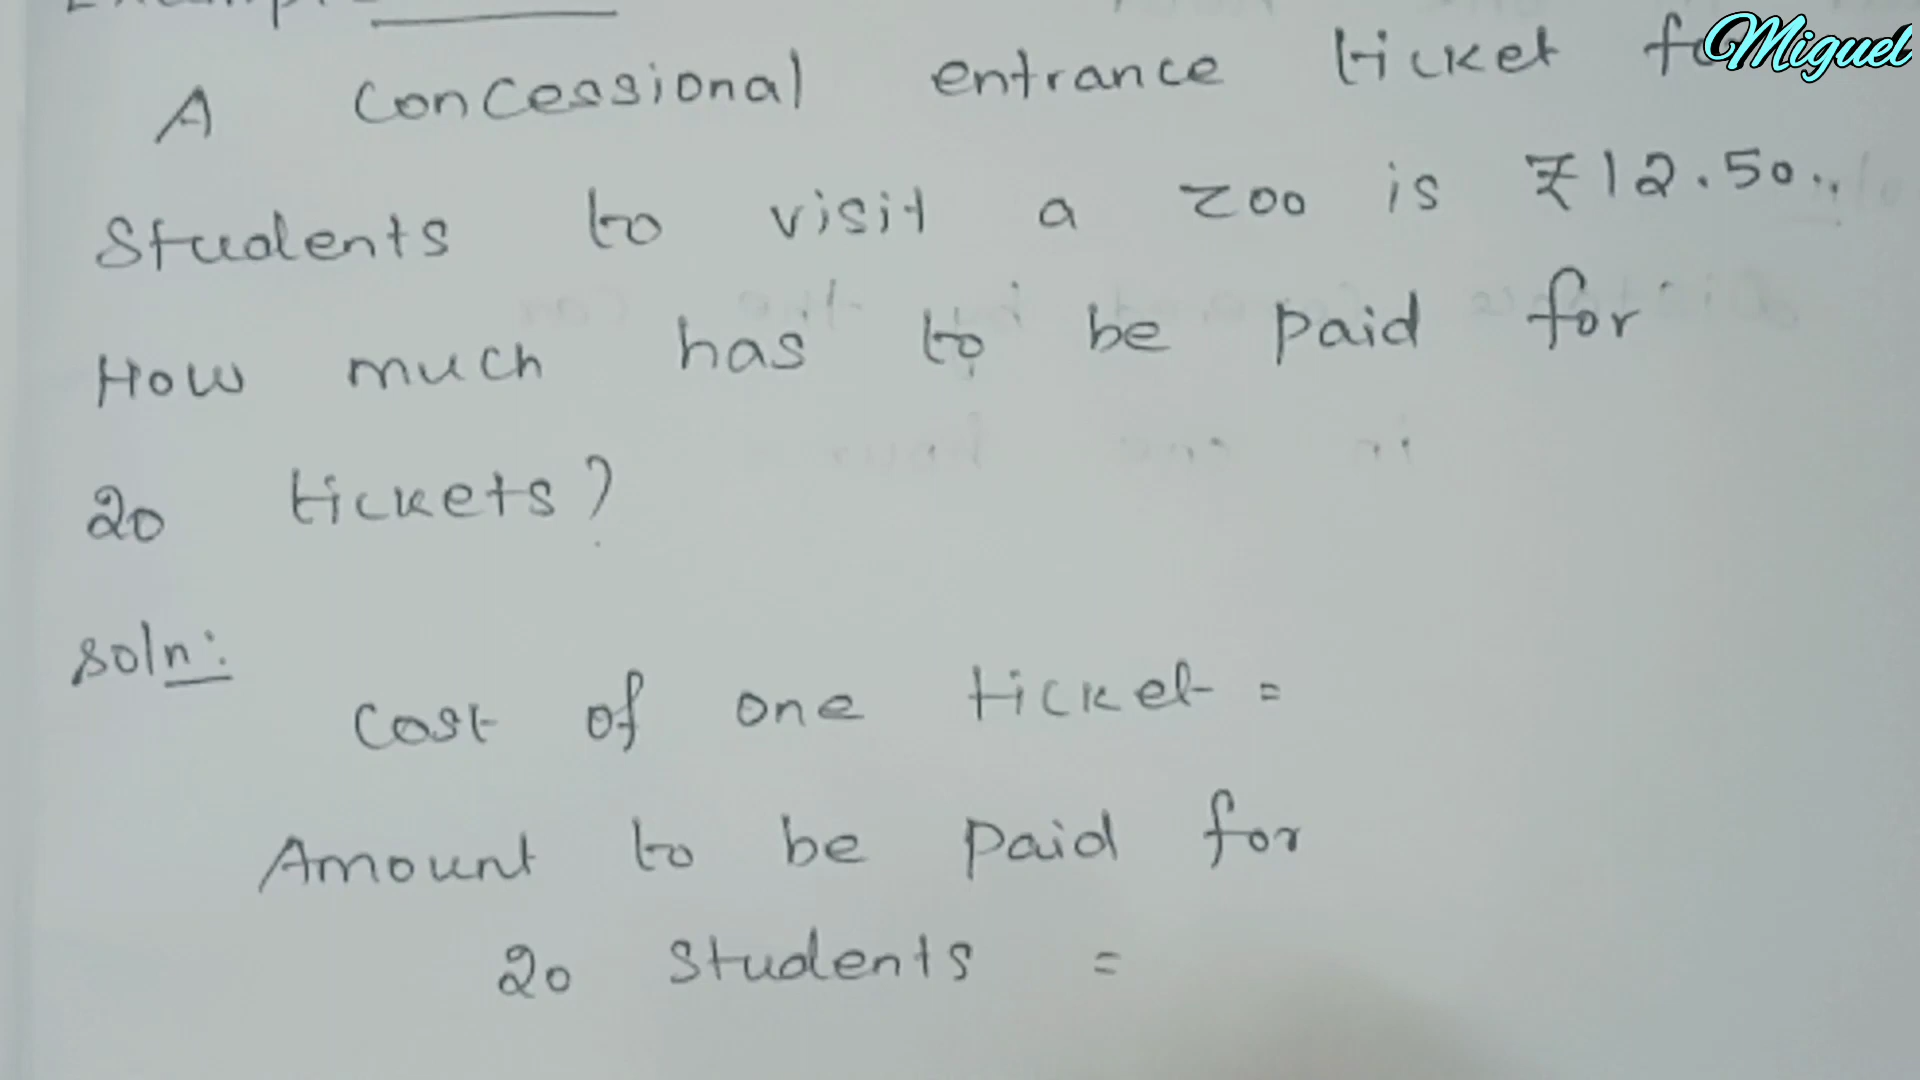 A concessional entrance ticket for
Miguel
Students to visit a zoo is ₹12.50.
How much has to be paid for
20 tickets?
soln:
Cost of one ticket =
Amount to be paid for
20 students =